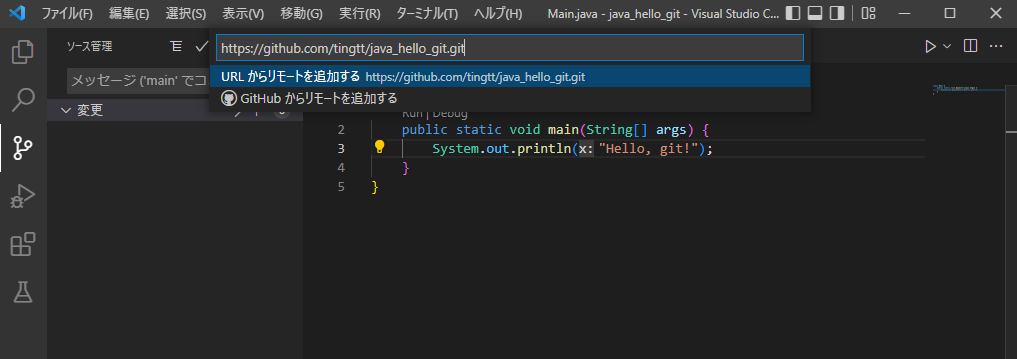 ファイル(F) 編集(E) 選択(S) 表示(V) 移動(G) 実行(R) ターミナル(T) ヘルプ(H) Main.java - java_hello_git - Visual Studio C...
ソース管理
https://github.com/tingtt/java_hello_git.git
URL からリモートを追加する https://github.com/tingtt/java_hello_git.git
メッセージ ('main' でコ
GitHub からリモートを追加する
変更
Run | Debug
2 public static void main(String[] args) {
3 System.out.println(x: "Hello, git!");
4 }
5 }